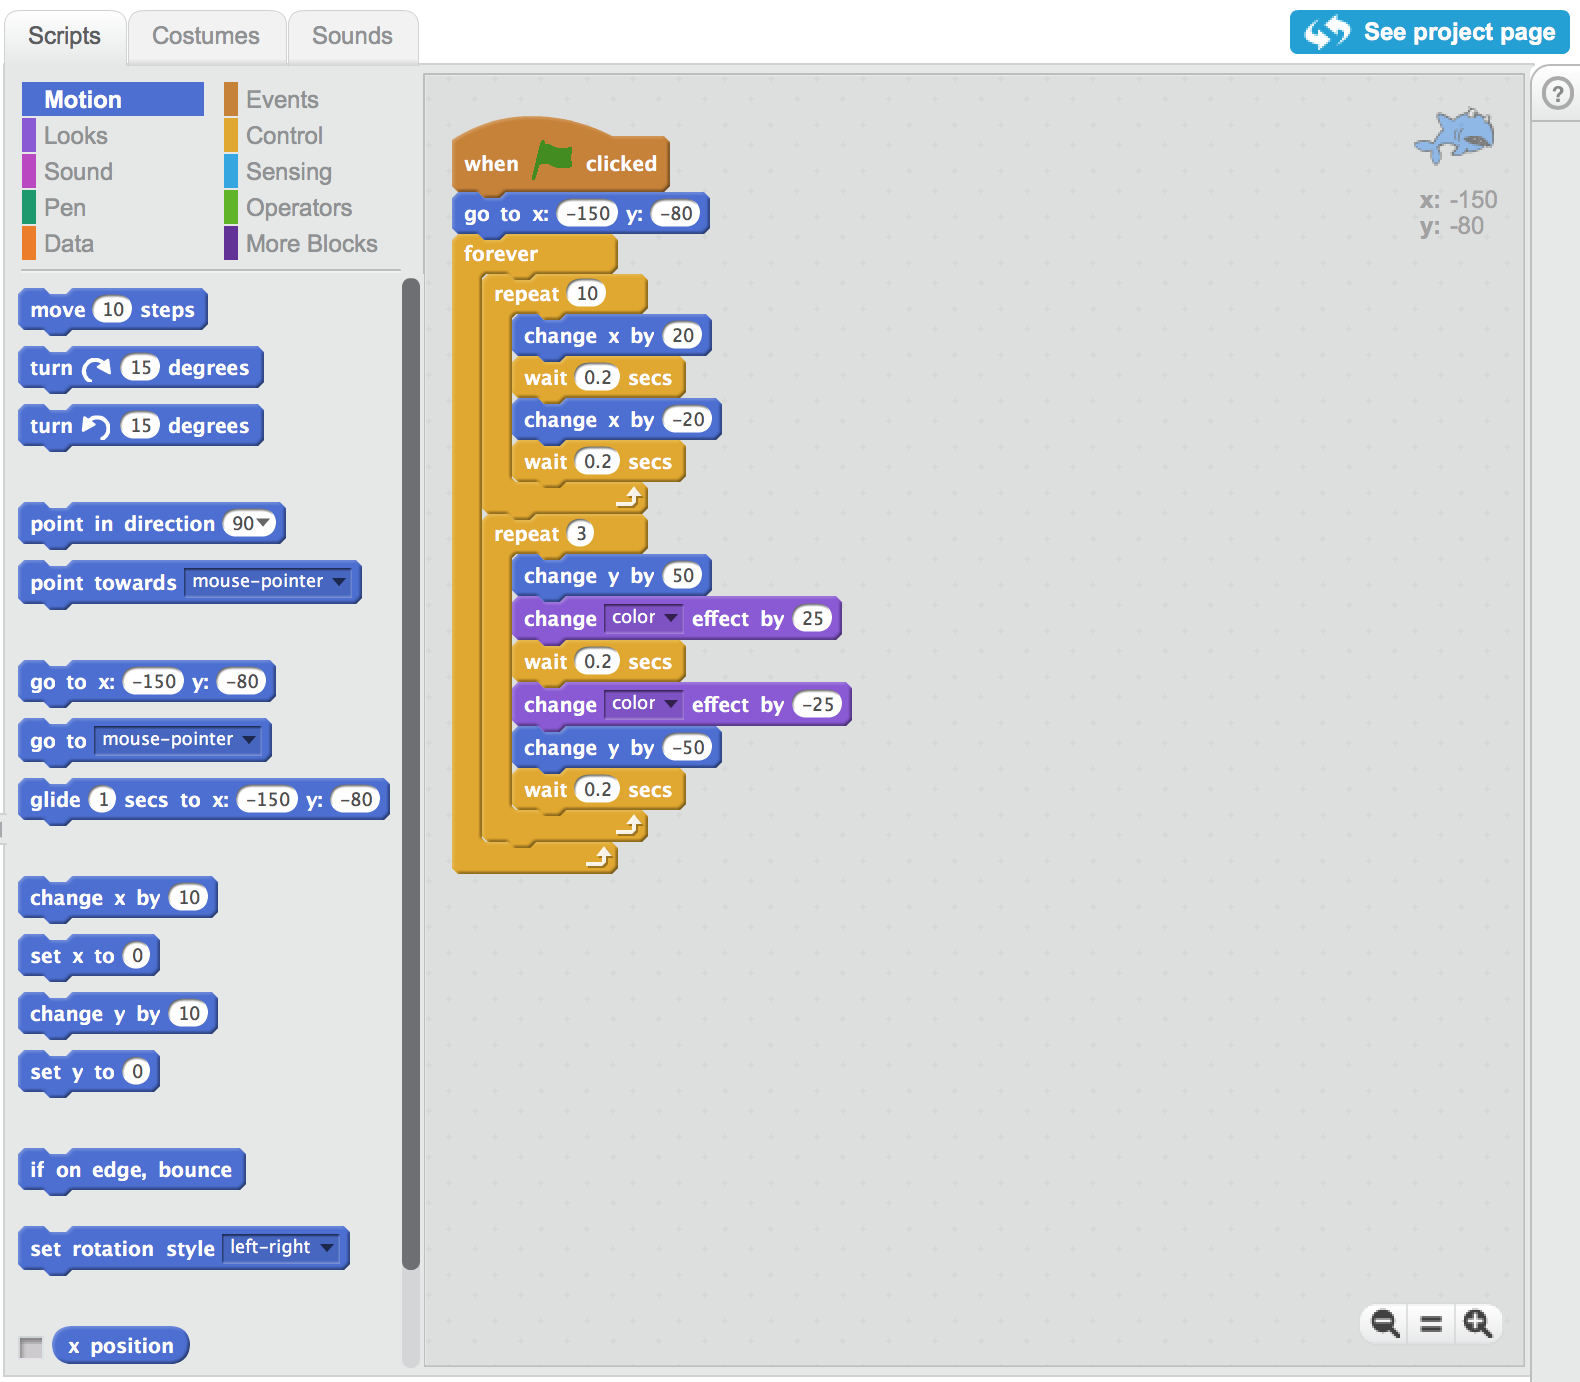 Scripts Costumes Sounds
See project page
Motion Events
Looks Control
Sound Sensing
Pen Operators
Data More Blocks
move 10 steps
turn 15 degrees
turn 15 degrees
point in direction 90
point towards mouse-pointer
go to x: -150 y: -80
go to mouse-pointer
glide 1 secs to x: -150 y: -80
change x by 10
set x to 0
change y by 10
set y to 0
if on edge, bounce
set rotation style left-right
x position
when clicked
go to x: -150 y: -80
forever
repeat 10
change x by 20
wait 0.2 secs
change x by -20
wait 0.2 secs
repeat 3
change y by 50
change color effect by 25
wait 0.2 secs
change color effect by -25
change y by -50
wait 0.2 secs
x: -150
y: -80
?
=